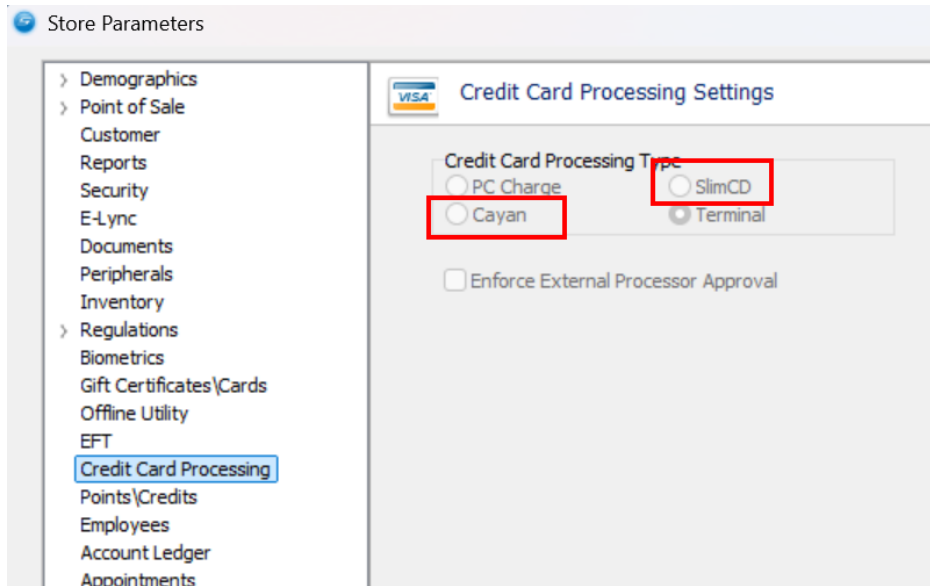 Store Parameters
Demographics
Point of Sale
Customer
Reports
Security
E-Lync
Documents
Peripherals
Inventory
Regulations
Biometrics
Gift Certificates\Cards
Offline Utility
EFT
Credit Card Processing
Points\Credits
Employees
Account Ledger
Appointments
VISA
Credit Card Processing Settings
Credit Card Processing Type
PC Charge
SlimCD
Cayan
Terminal
Enforce External Processor Approval